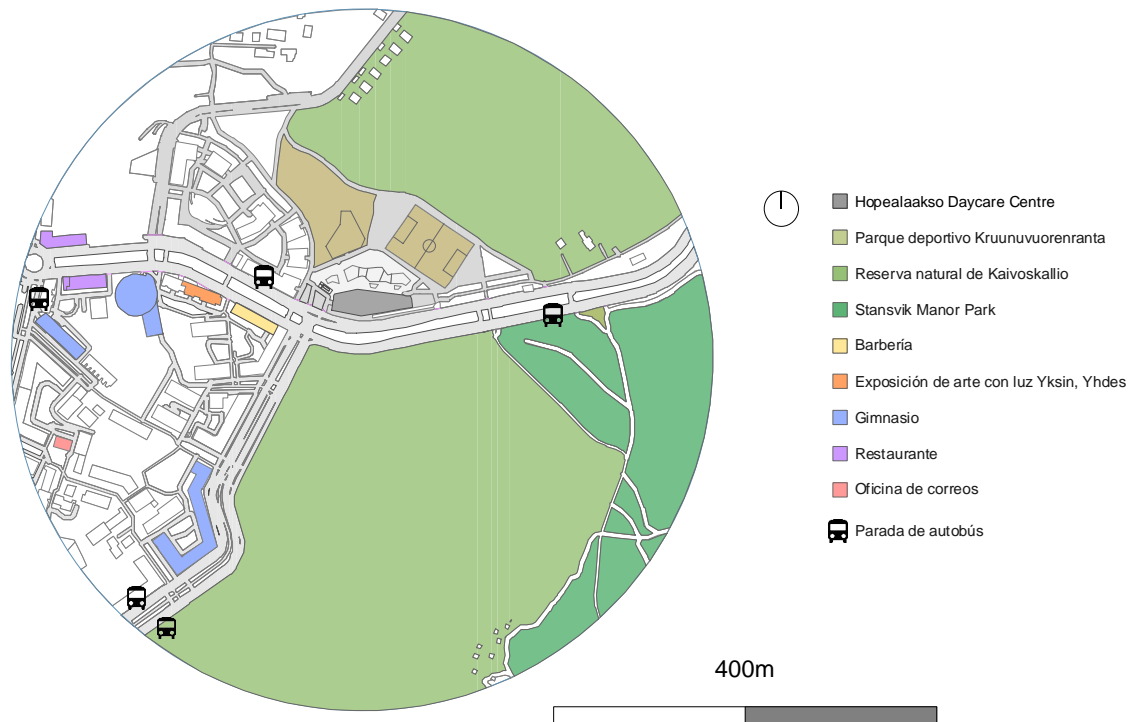 Hopealaakso Daycare Centre
Parque deportivo Kruunuvuorenranta
Reserva natural de Kaivoskallio
Stansvik Manor Park
Barbería
Exposición de arte con luz Yksin, Yhdes
Gimnasio
Restaurante
Oficina de correos
Parada de autobús
400m